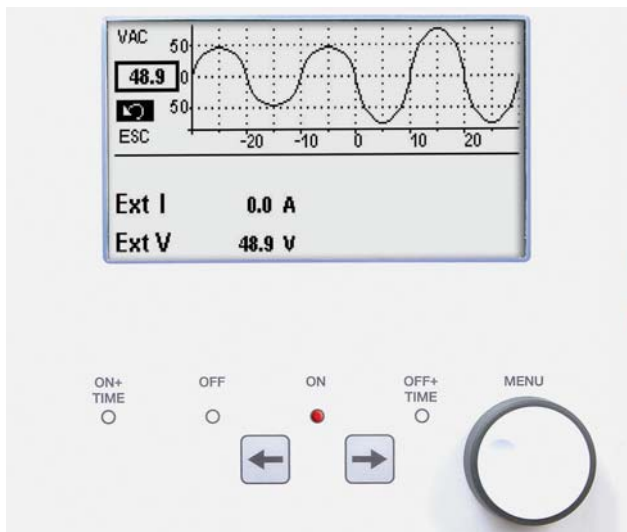 VAC
50
48.9
0
50
ESC
-20 -10 0 10 20
Ext I 0.0 A
Ext V 48.9 V
ON+
TIME
OFF
ON
OFF+
TIME
MENU